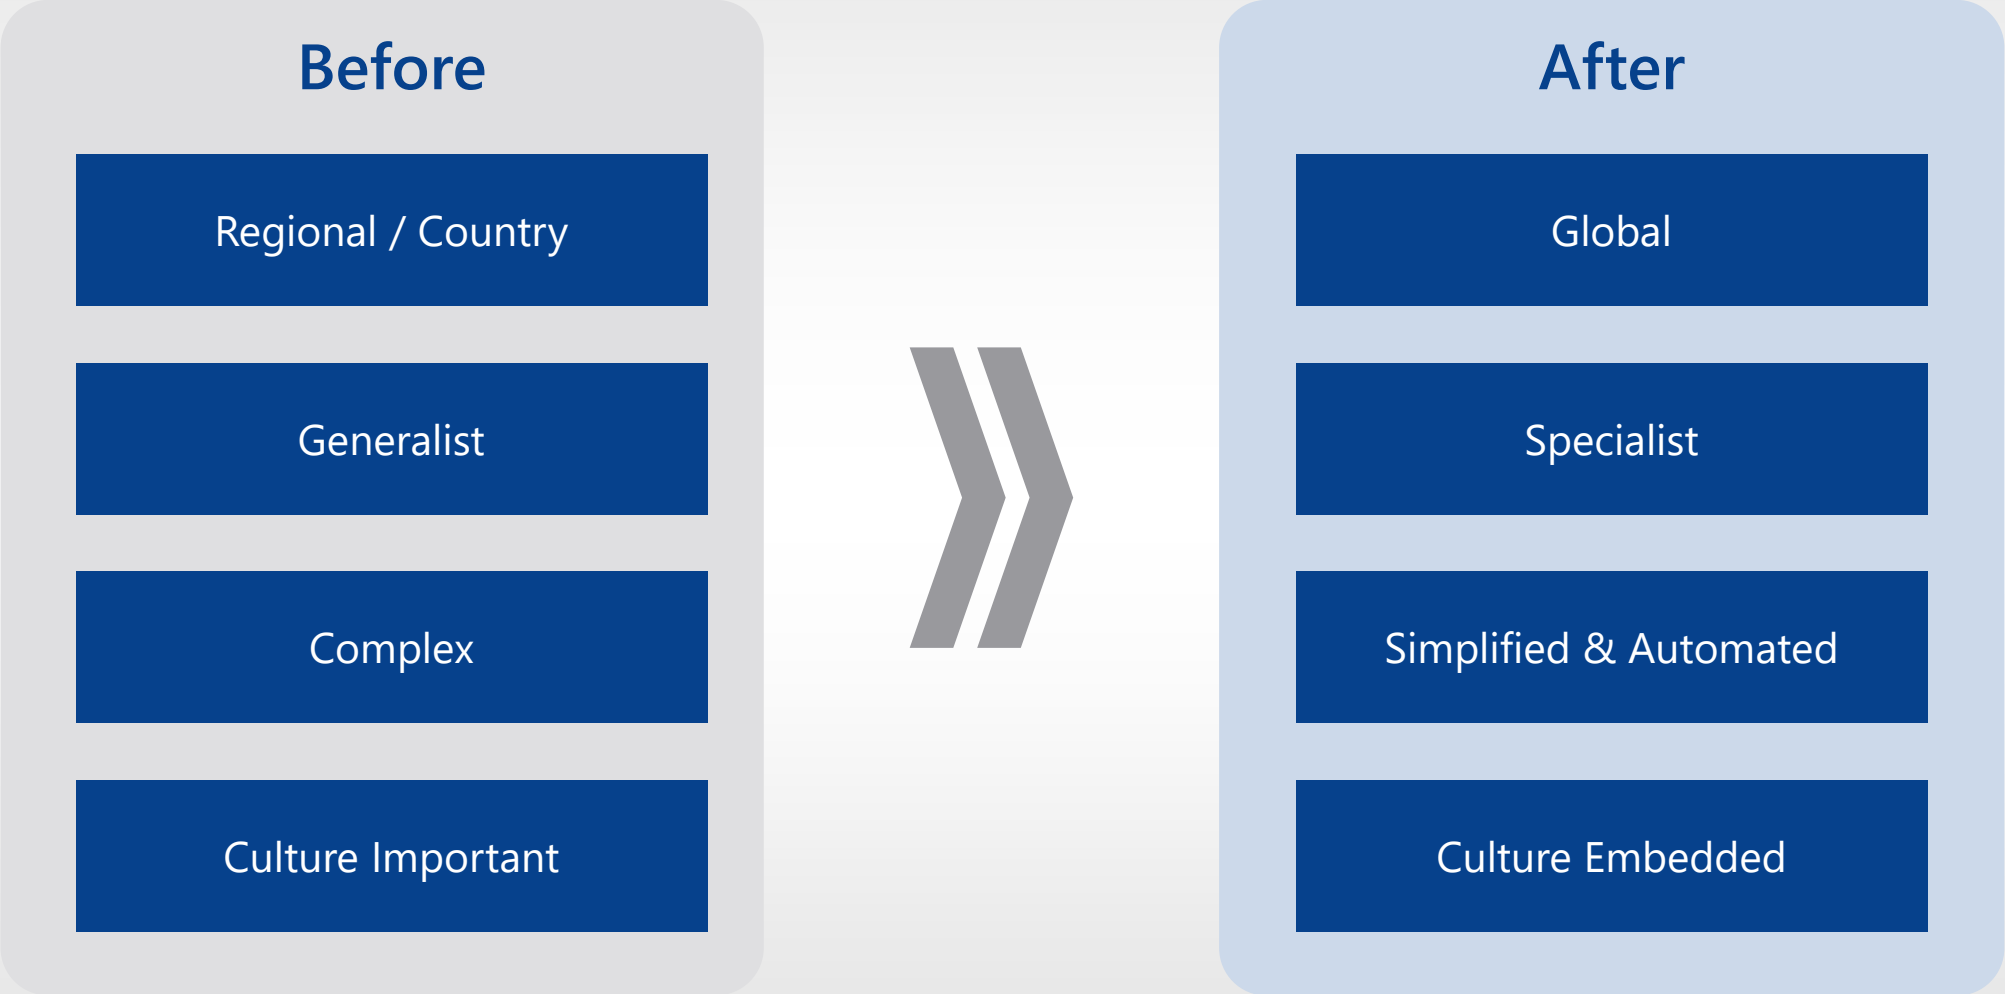 Before
Regional / Country
Generalist
Complex
Culture Important
After
Global
Specialist
Simplified & Automated
Culture Embedded